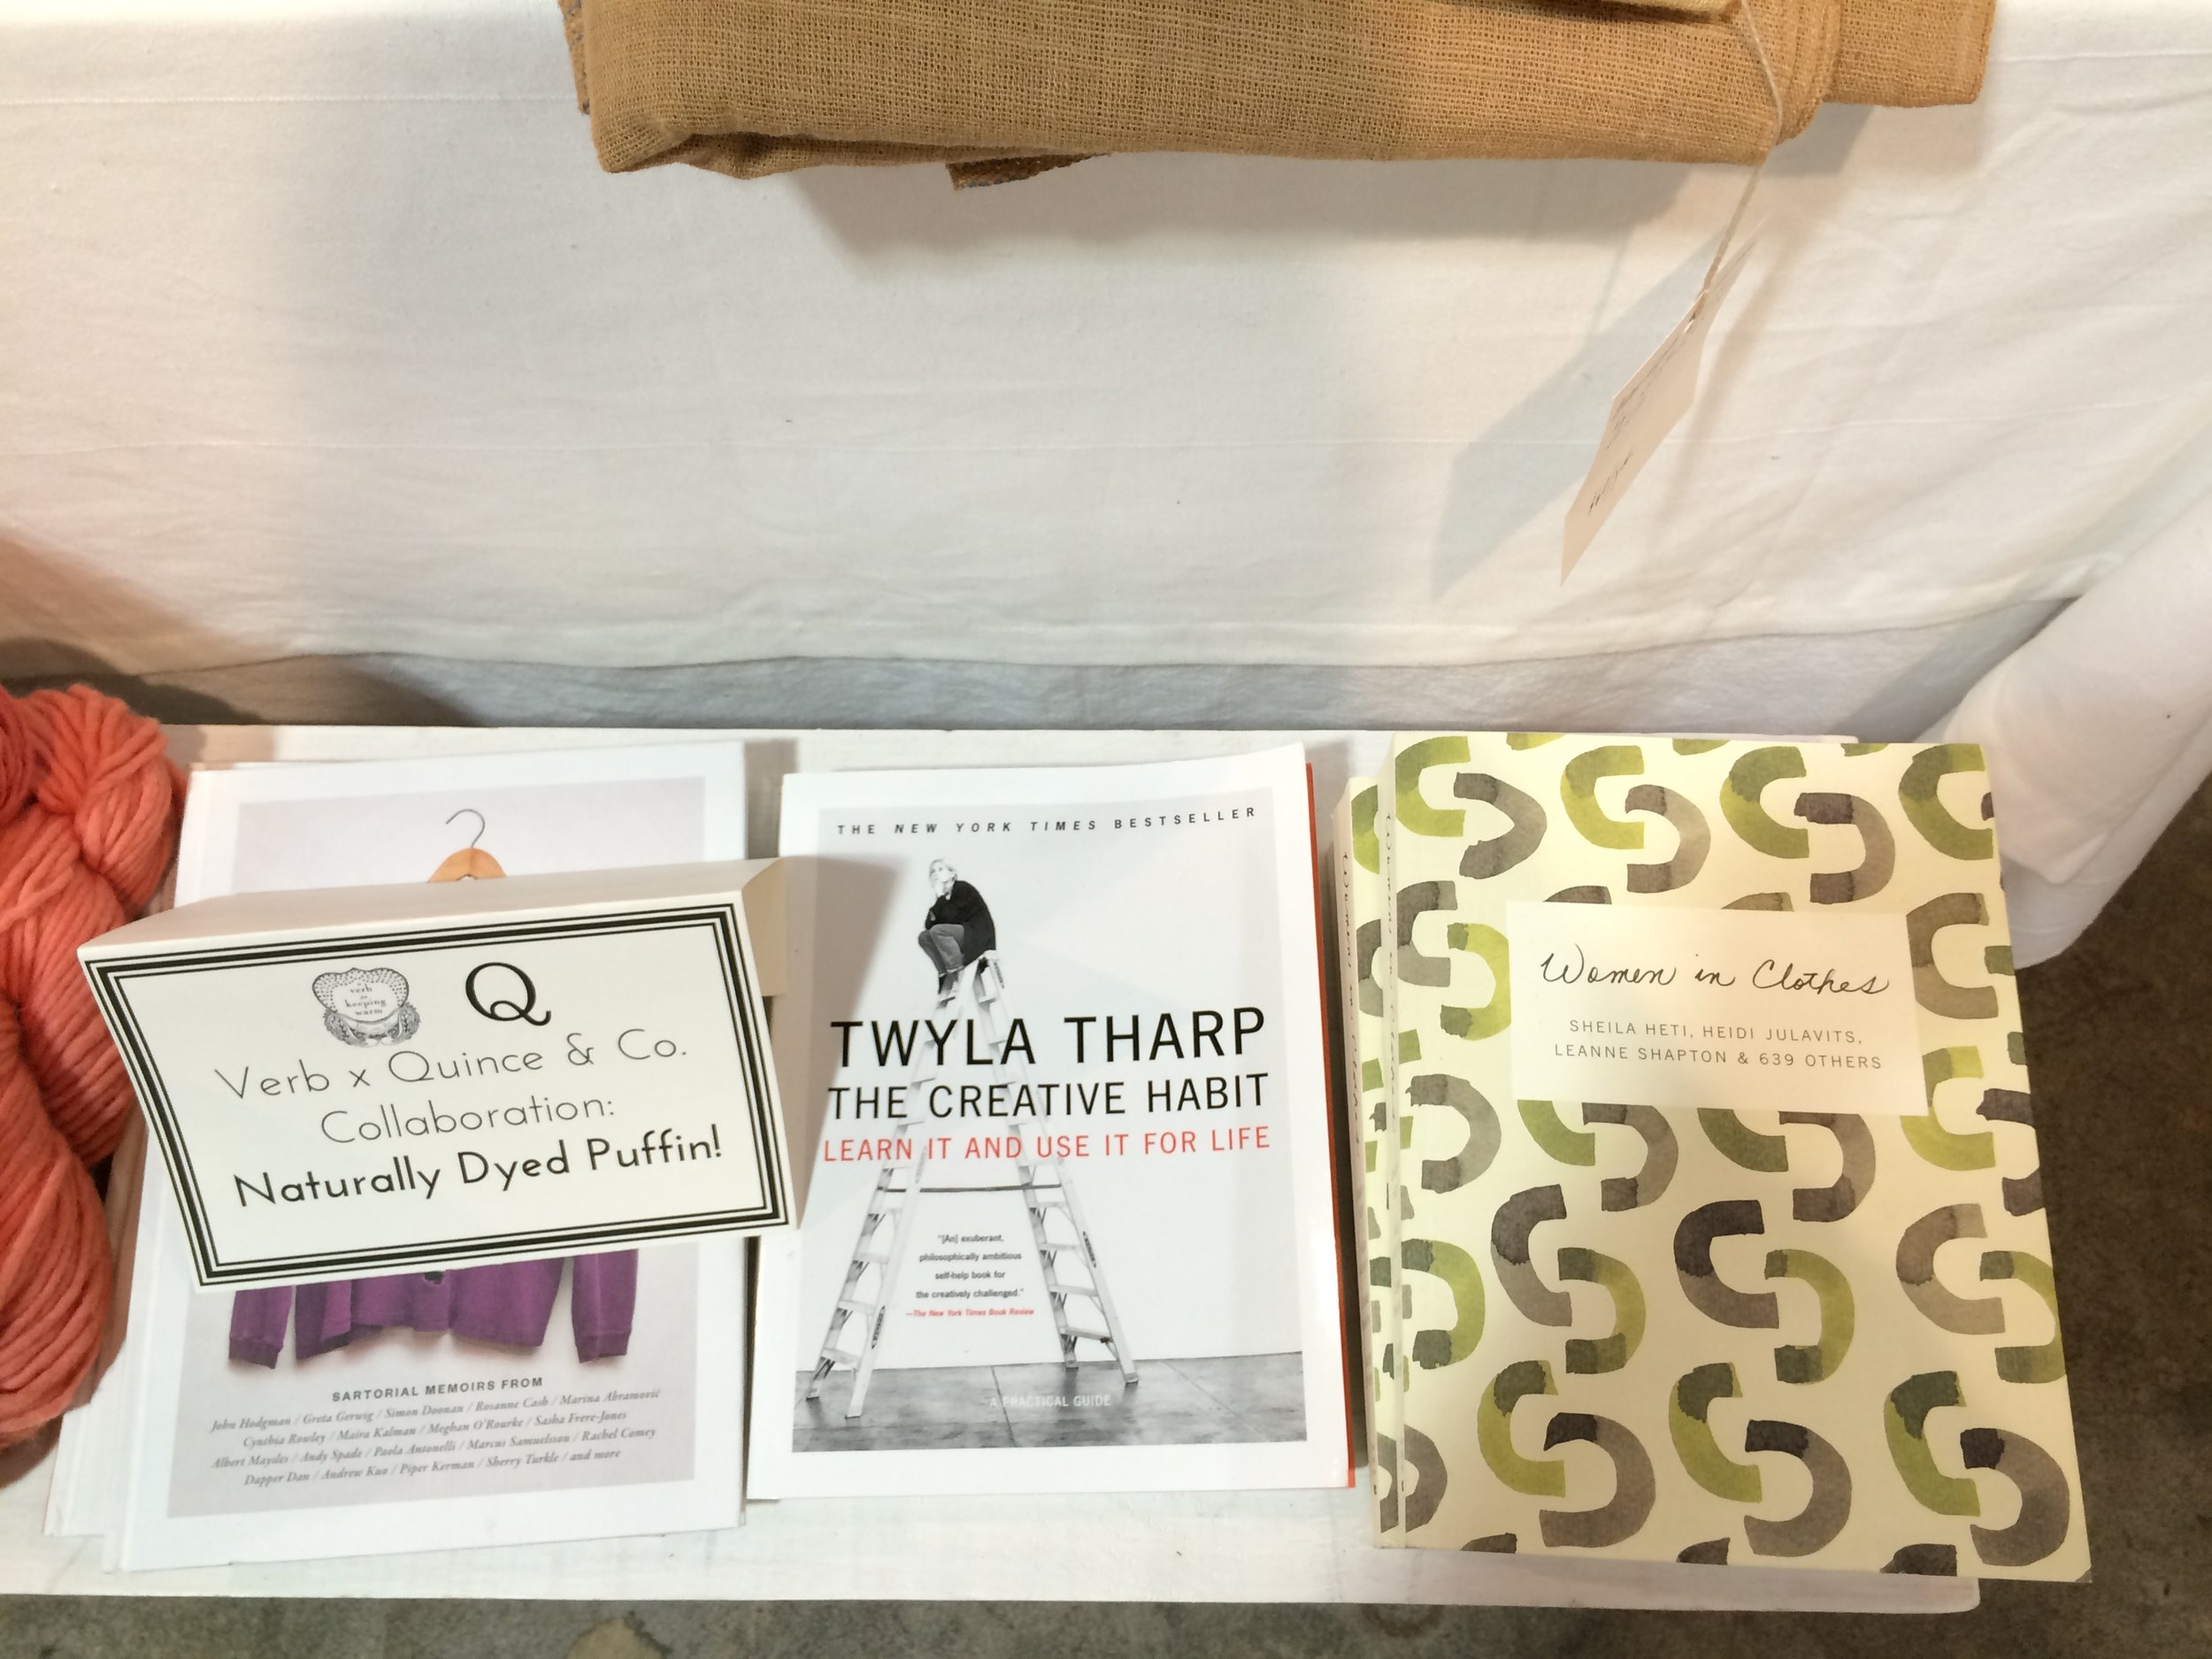 verb
for
keeping
warm
Q
Verb x Quince & Co.
Collaboration:
Naturally Dyed Puffin!
SARTORIAL MEMOIRS FROM
John Hodgman / Greta Gerwig / Simon Doonan / Rosanne Cash / Marina Abramović
Cynthia Rowley / Maira Kalman / Meghan O'Rourke / Sasha Frere-Jones
Albert Maysles / Andy Spade / Paola Antonelli / Marcus Samuelsson / Rachel Comey
Dapper Dan / Andrew Kuo / Piper Kerman / Sherry Turkle / and more
THE NEW YORK TIMES BESTSELLER
TWYLA THARP
THE CREATIVE HABIT
LEARN IT AND USE IT FOR LIFE
"[An] exuberant,
philosophically ambitious
self-help book for
the creatively challenged."
—The New York Times Book Review
A PRACTICAL GUIDE
Women in Clothes
SHEILA HETI, HEIDI JULAVITS,
LEANNE SHAPTON & 639 OTHERS